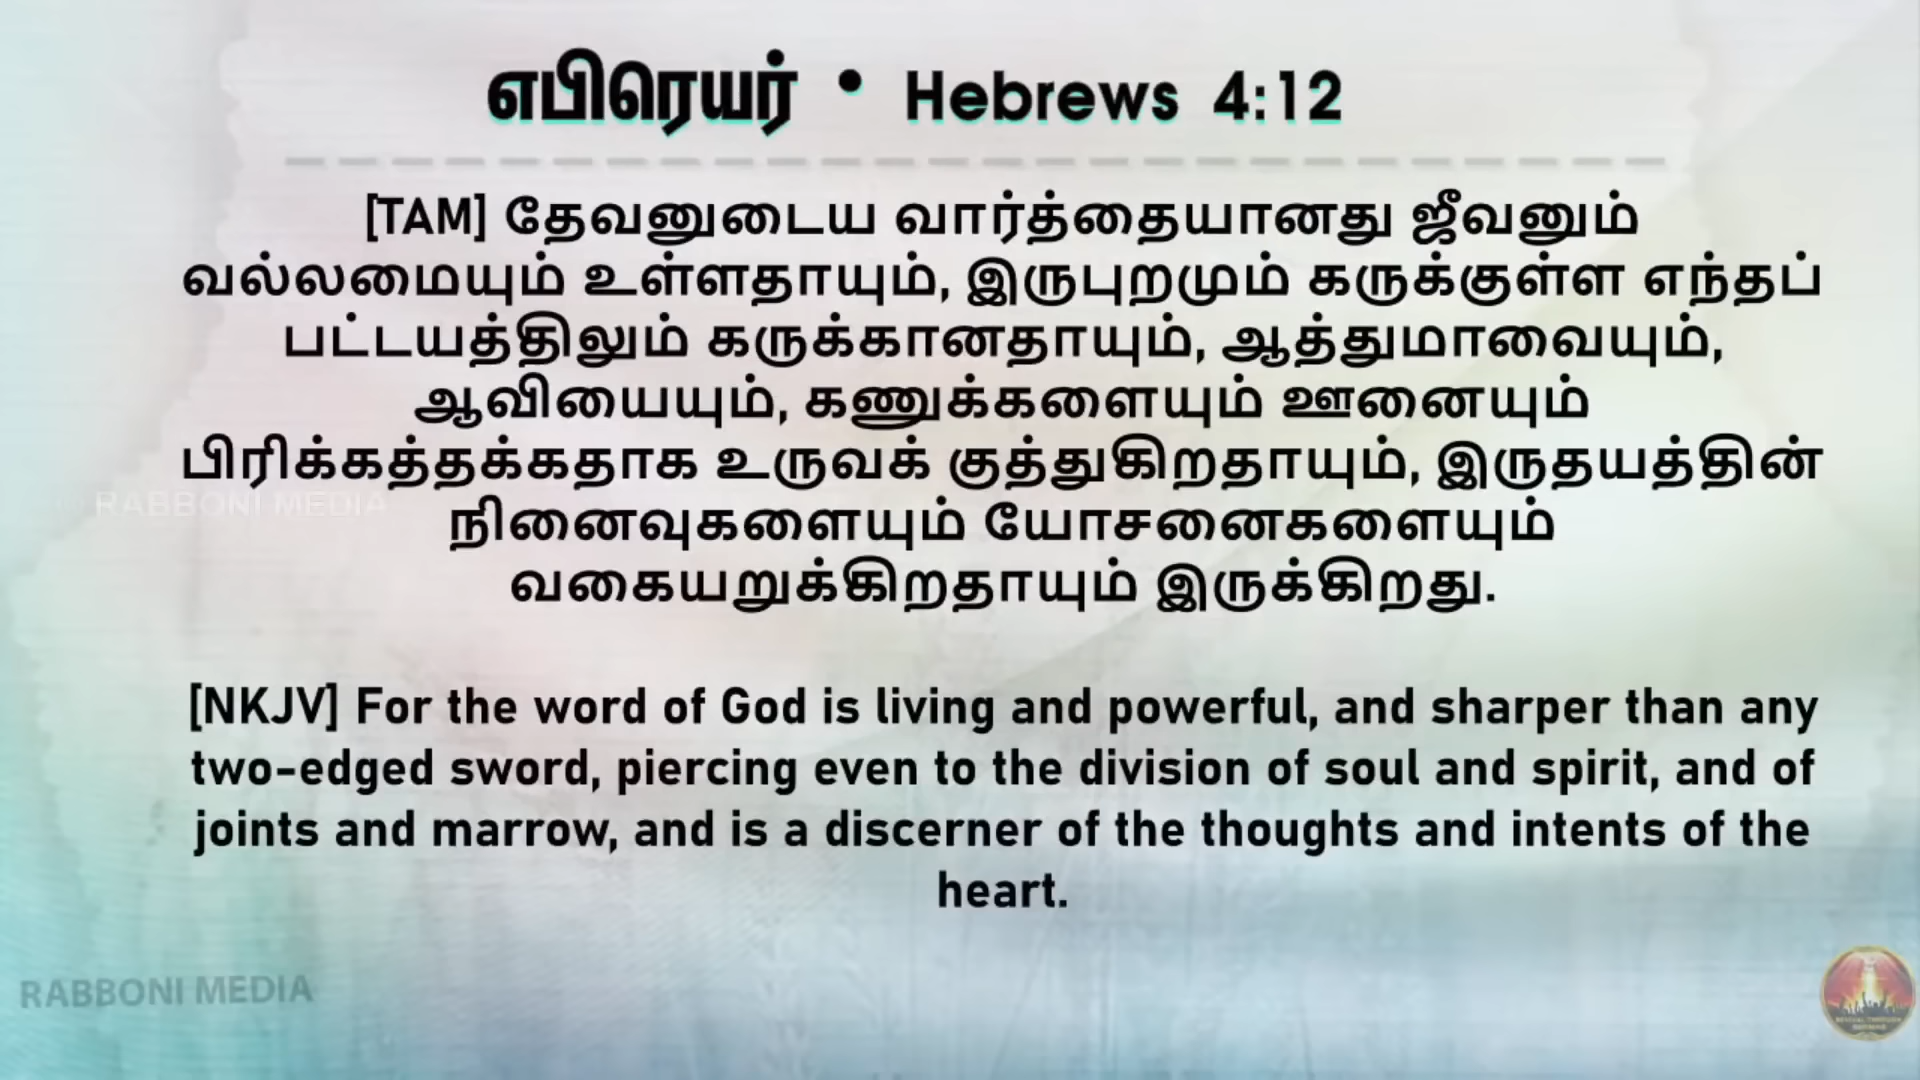 எபிரெயர் • Hebrews 4:12
[TAM] தேவனுடைய வார்த்தையானது ஜீவனும்
வல்லமையும் உள்ளதாயும், இருபுறமும் கருக்குள்ள எந்தப்
பட்டயத்திலும் கருக்கானதாயும், ஆத்துமாவையும்,
ஆவியையும், கணுக்களையும் ஊனையும்
பிரிக்கத்தக்கதாக உருவக் குத்துகிறதாயும், இருதயத்தின்
RABBONI MEDIA
நினைவுகளையும் யோசனைகளையும்
வகையறுக்கிறதாயும் இருக்கிறது.
[NKJV] For the word of God is living and powerful, and sharper than any
two-edged sword, piercing even to the division of soul and spirit, and of
joints and marrow, and is a discerner of the thoughts and intents of the
heart.
RABBONI MEDIA